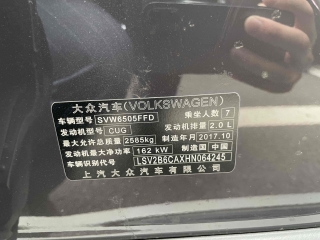 大众汽车(VOLKSWAGEN)
车辆型号 SVW6505FFD 乘坐人数 7
发动机型号 CUG 发动机排量 2.0 L
最大允许总质量 2585kg 制造年月 2017.10
发动机最大净功率 162 kW 制造国 中国
车辆识别代号 LSV2B6CAXHN064245
上汽大众汽车有限公司